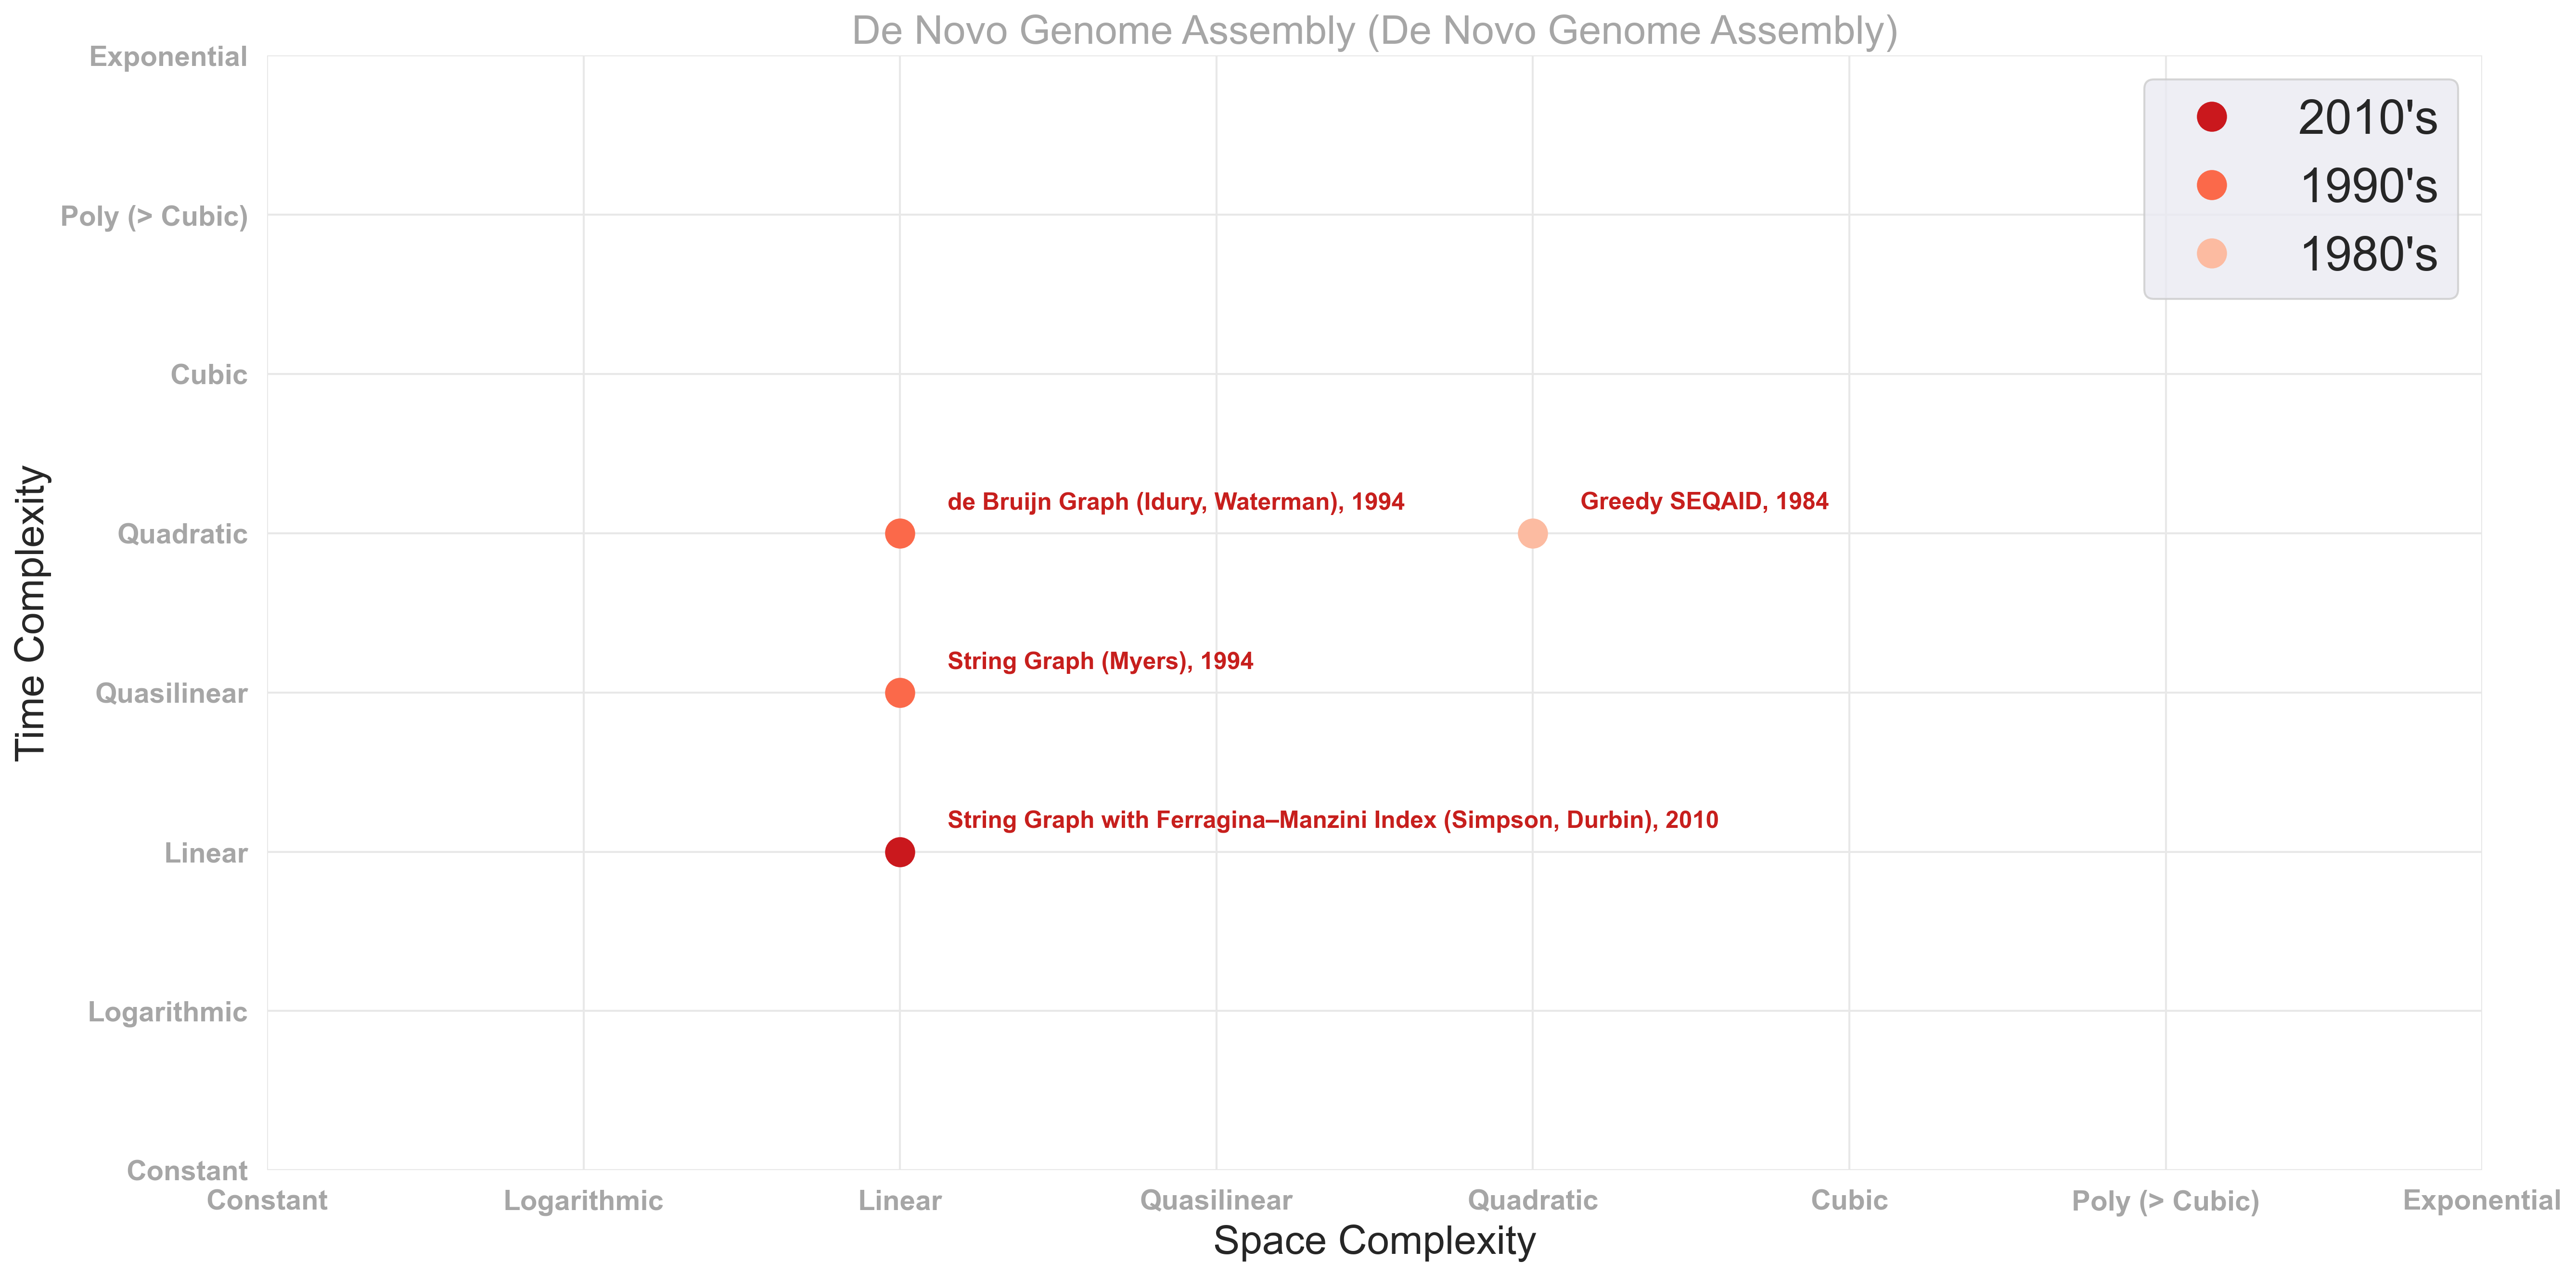 De Novo Genome Assembly (De Novo Genome Assembly)
Exponential
Poly (> Cubic)
Cubic
Quadratic
Quasilinear
Linear
Logarithmic
Constant
Time Complexity
2010's
1990's
1980's
de Bruijn Graph (Idury, Waterman), 1994
Greedy SEQAID, 1984
String Graph (Myers), 1994
String Graph with Ferragina–Manzini Index (Simpson, Durbin), 2010
Constant
Logarithmic
Linear
Quasilinear
Quadratic
Cubic
Poly (> Cubic)
Exponential
Space Complexity